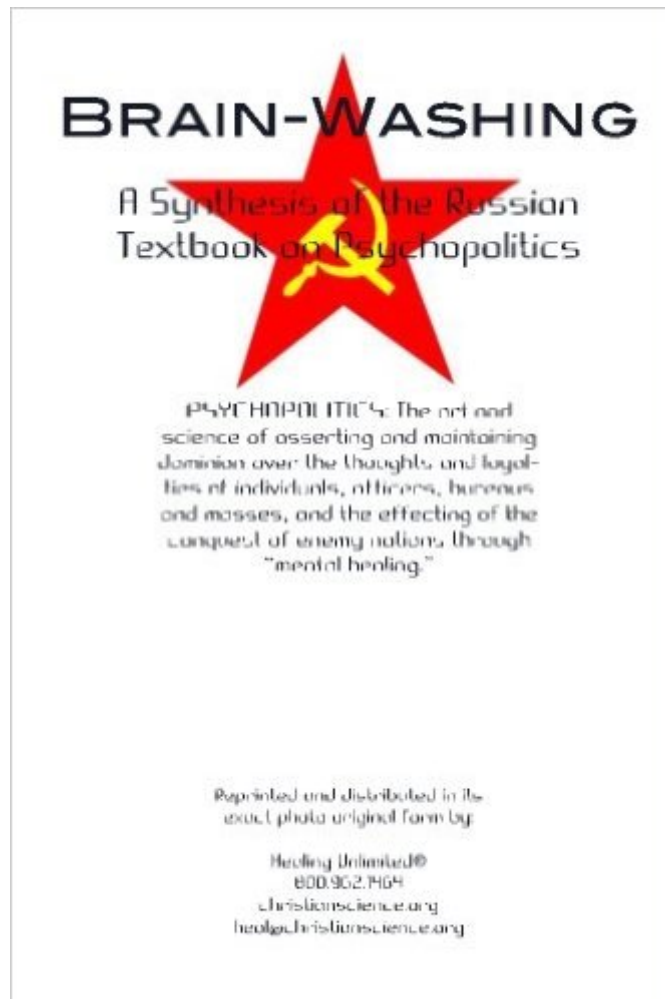 BRAIN-WASHING
A Synthesis of the Russian
Textbook on Psychopolitics
PSYCHOPOLITICS: The art and
science of asserting and maintaining
dominion over the thoughts and loyal-
ties of individuals, officers, bureaus
and masses, and the effecting of the
conquest of enemy nations through
"mental healing."
Reprinted and distributed in its
exact photo original form by:
Healing Unlimited©
800.962.1464
christianscience.org
heal@christianscience.org